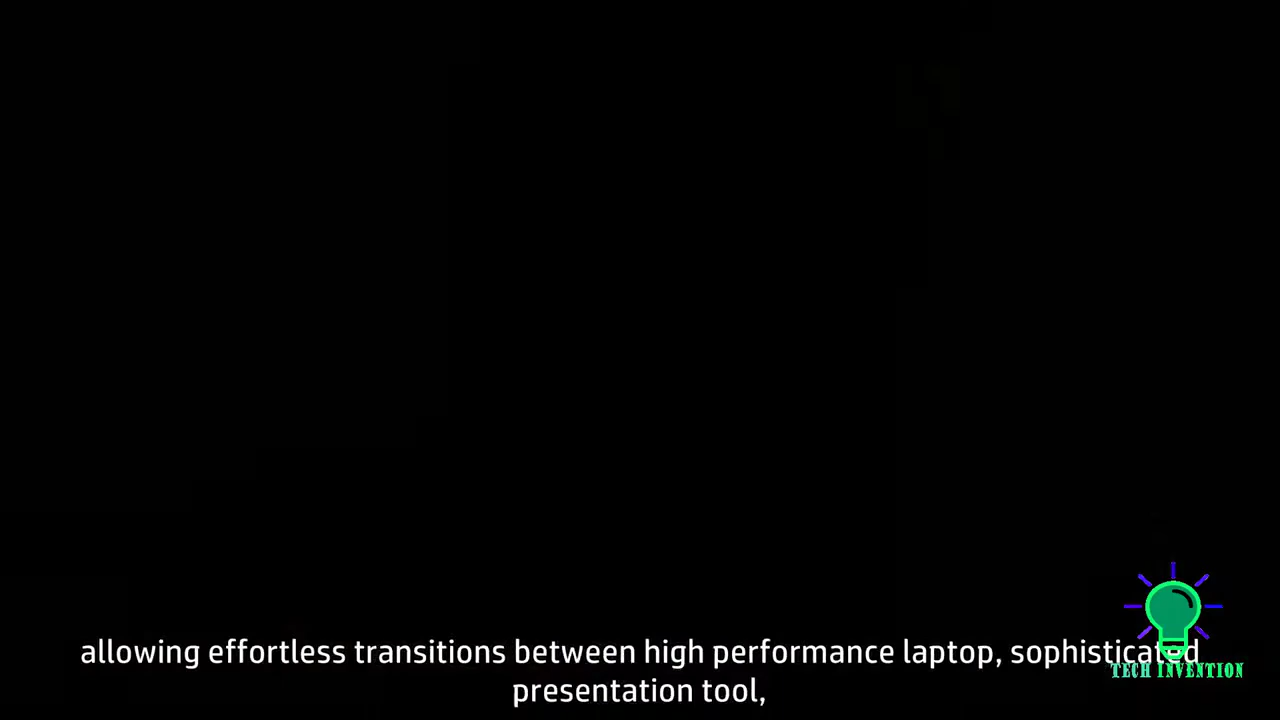 allowing effortless transitions between high performance laptop, sophisticated
presentation tool,
TECH INVENTION